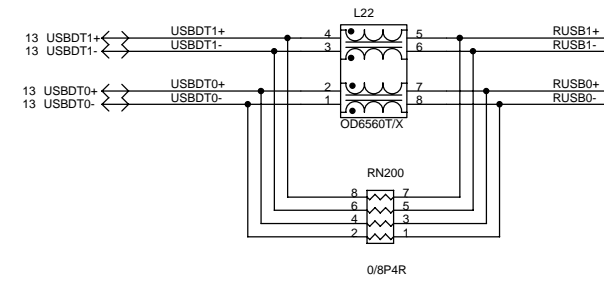 L22
13 USBDT1+ USBDT1+ 4 5 RUSB1+
13 USBDT1- USBDT1- 3 6 RUSB1-
13 USBDT0+ USBDT0+ 2 7 RUSB0+
13 USBDT0- USBDT0- 1 8 RUSB0-
OD6560T/X
RN200
8 7
6 5
4 3
2 1
0/8P4R